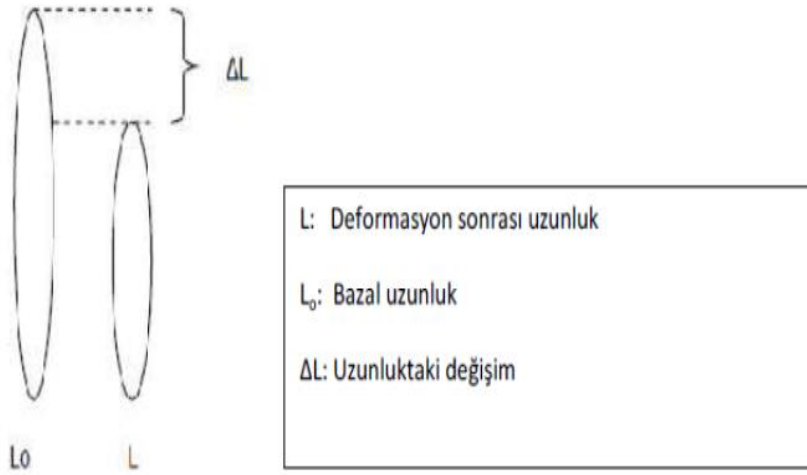 ΔL
L: Deformasyon sonrası uzunluk
L₀: Bazal uzunluk
ΔL: Uzunluktaki değişim
Lo
L